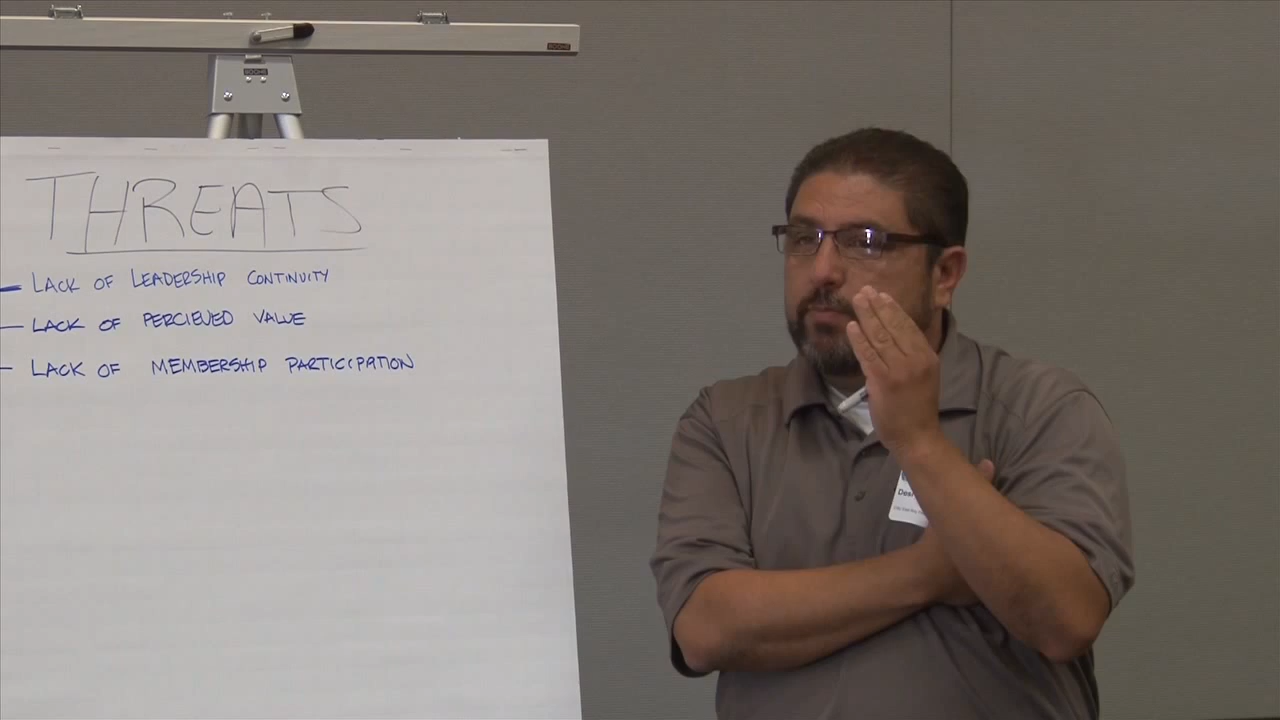 THREATS
— LACK OF LEADERSHIP CONTINUITY
— LACK OF PERCIEVED VALUE
— LACK OF MEMBERSHIP PARTICIPATION